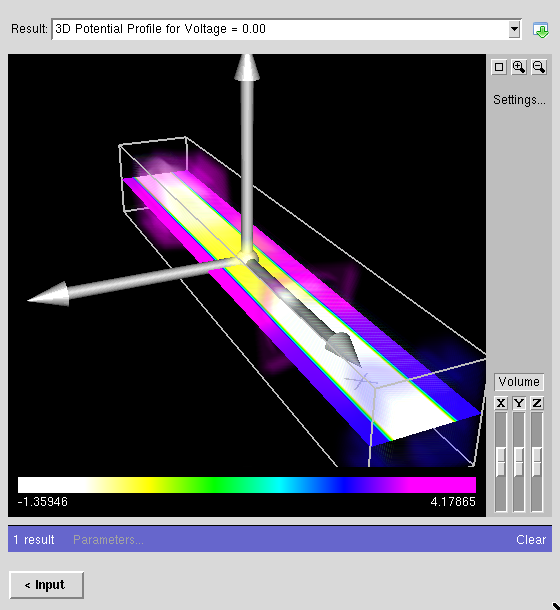 Result: 3D Potential Profile for Voltage = 0.00
Settings...
Volume
X Y Z
-1.35946 4.17865
1 result Parameters... Clear
< Input